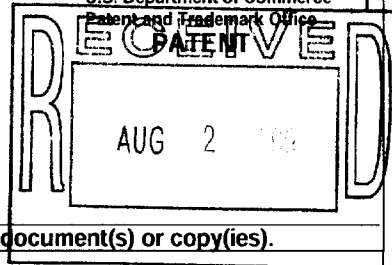 U.S. Department of Commerce
Patent and Trademark Office
PATENT
RECEIVED
AUG 2
document(s) or copy(ies).